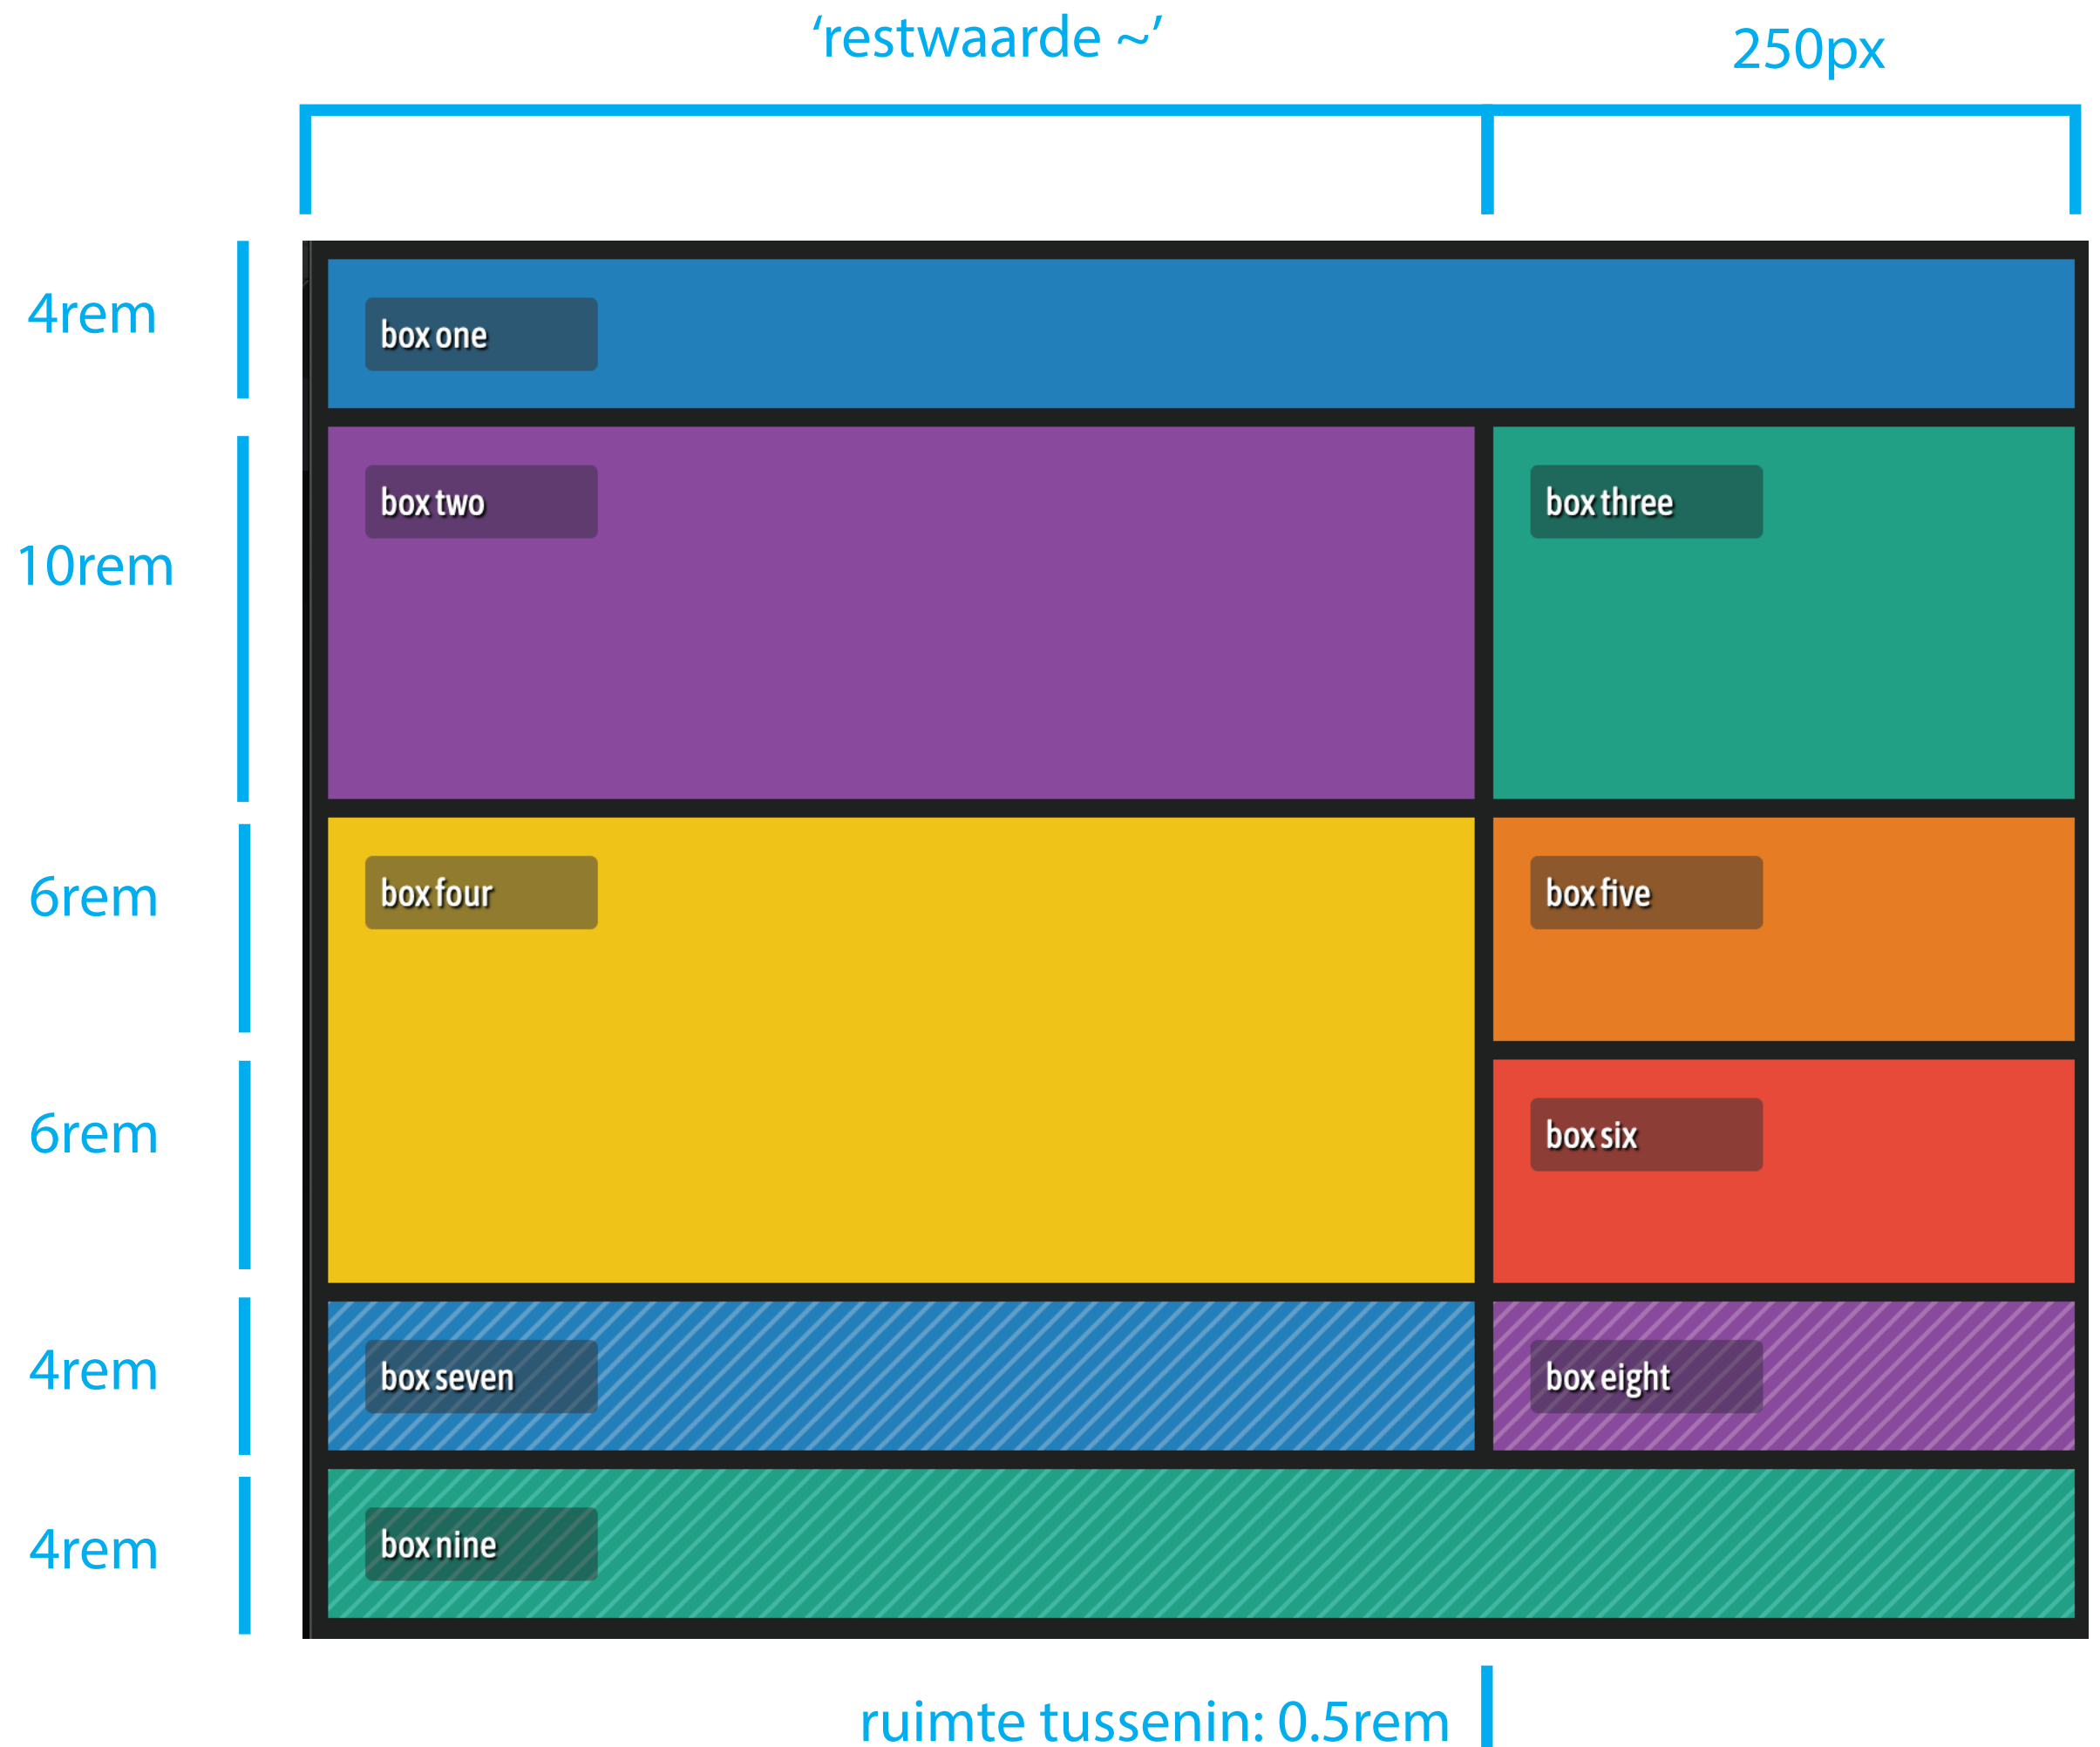 ‘restwaarde ~’
250px
4rem
box one
10rem
box two
box three
6rem
box four
box five
6rem
box six
4rem
box seven
box eight
4rem
box nine
ruimte tussenin: 0.5rem